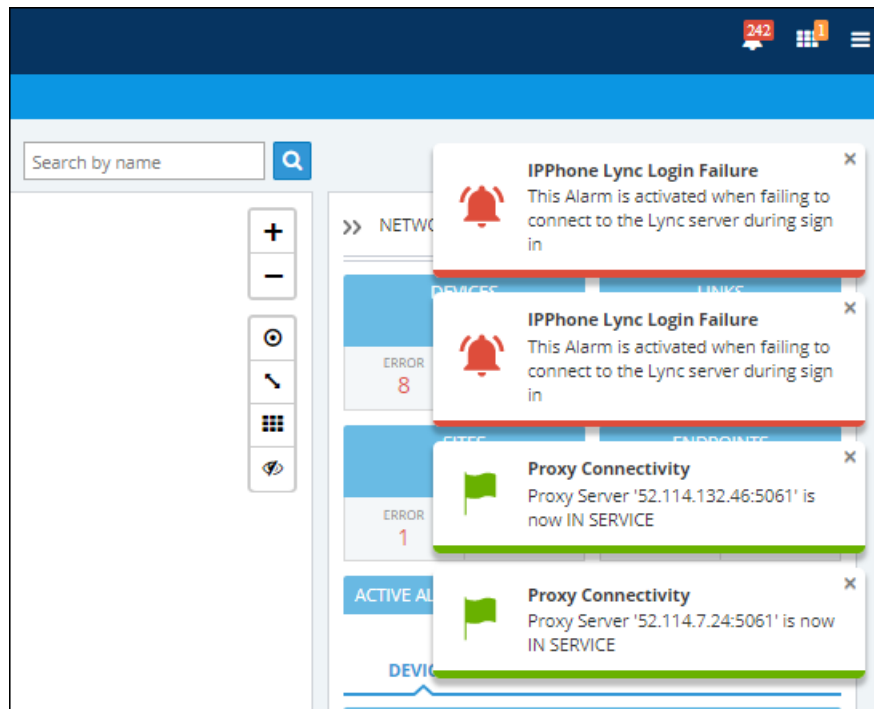 242
1
Search by name
NETWO
IPPhone Lync Login Failure
This Alarm is activated when failing to
connect to the Lync server during sign
in
DEVICES
LINKS
ERROR
8
IPPhone Lync Login Failure
This Alarm is activated when failing to
connect to the Lync server during sign
in
SITES
ENDPOINTS
ERROR
1
Proxy Connectivity
Proxy Server '52.114.132.46:5061' is
now IN SERVICE
ACTIVE AL
Proxy Connectivity
Proxy Server '52.114.7.24:5061' is now
IN SERVICE
DEVIC